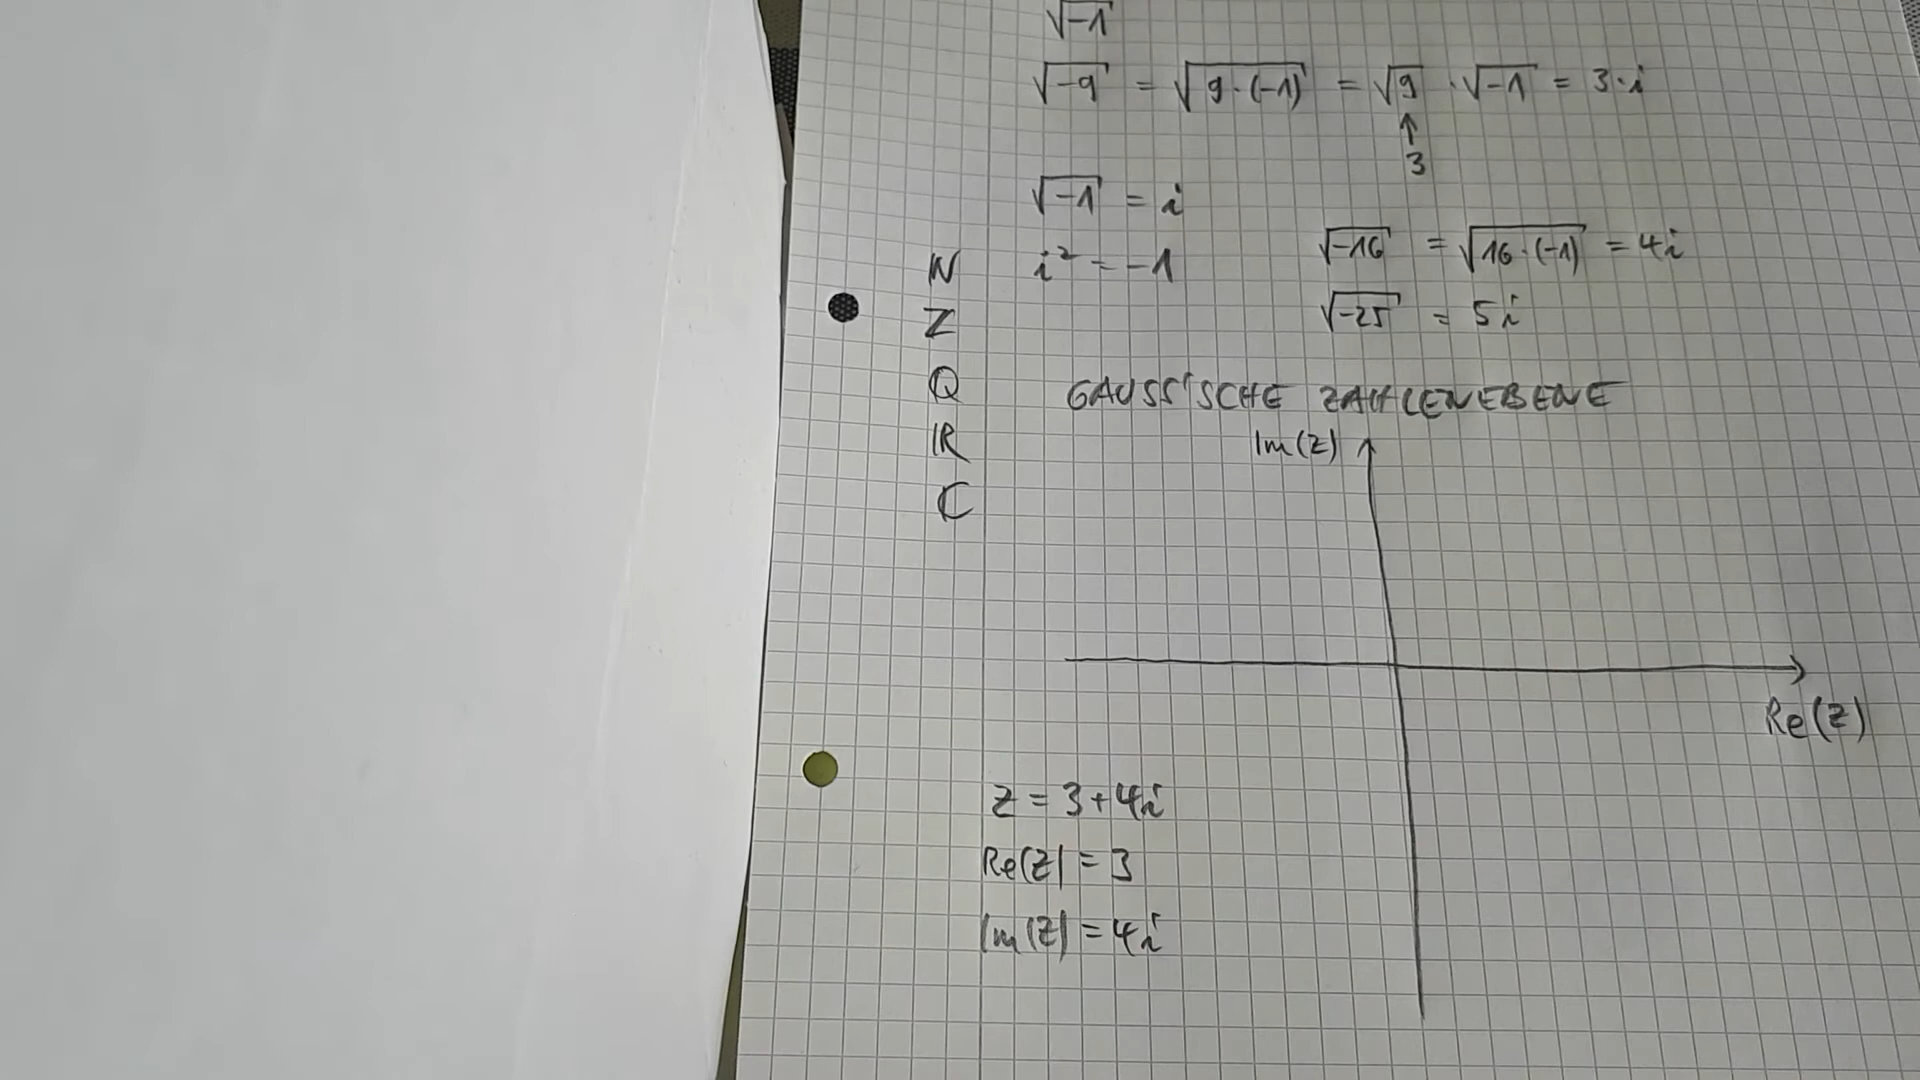 √-1
√-9 = √9·(-1) = √9 · √-1 = 3·i
↑
3
√-1 = i
i² = -1
√-16 = √16·(-1) = 4i
√-25 = 5i
ℕ
ℤ
ℚ
ℝ
ℂ
GAUSS'SCHE ZAHLENEBENE
Im(z)
Re(z)
z = 3+4i
Re(z) = 3
Im(z) = 4i